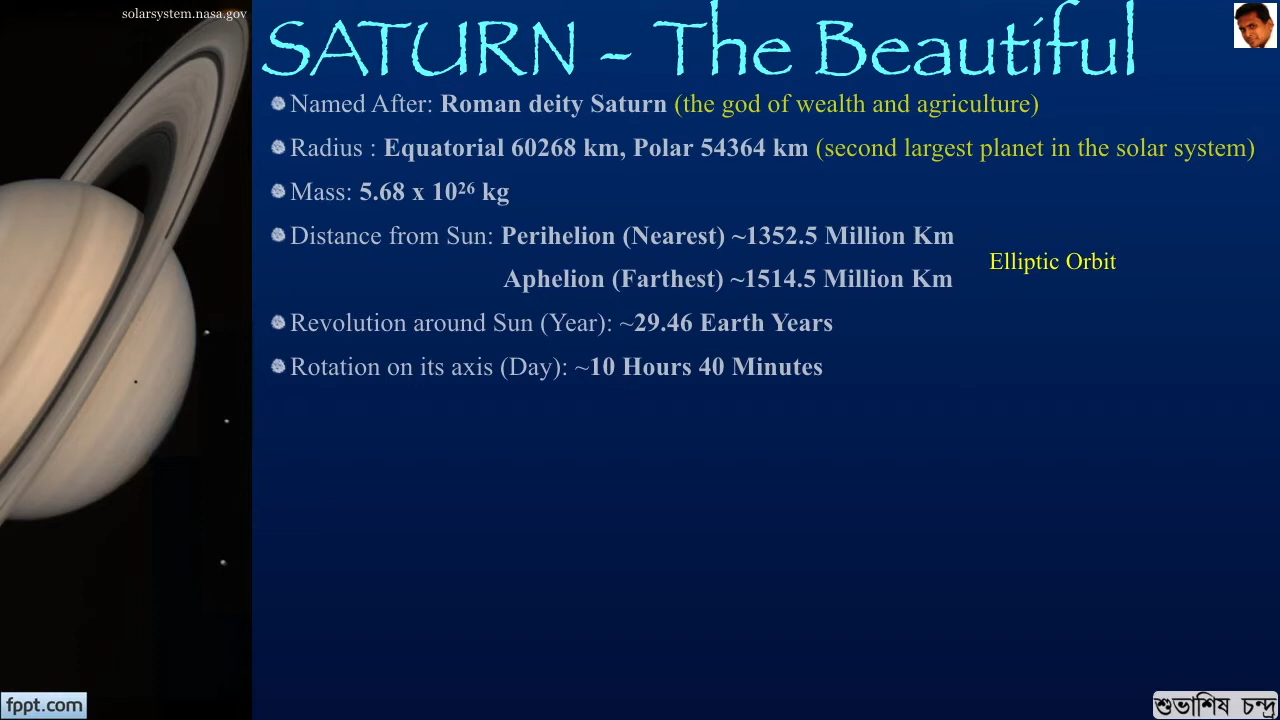 solarsystem.nasa.gov
SATURN - The Beautiful
Named After: Roman deity Saturn (the god of wealth and agriculture)
Radius : Equatorial 60268 km, Polar 54364 km (second largest planet in the solar system)
Mass: 5.68 x 10²⁶ kg
Distance from Sun: Perihelion (Nearest) ~1352.5 Million Km
Elliptic Orbit
Aphelion (Farthest) ~1514.5 Million Km
Revolution around Sun (Year): ~29.46 Earth Years
Rotation on its axis (Day): ~10 Hours 40 Minutes
fppt.com
শুভাশিষ চন্দ্র